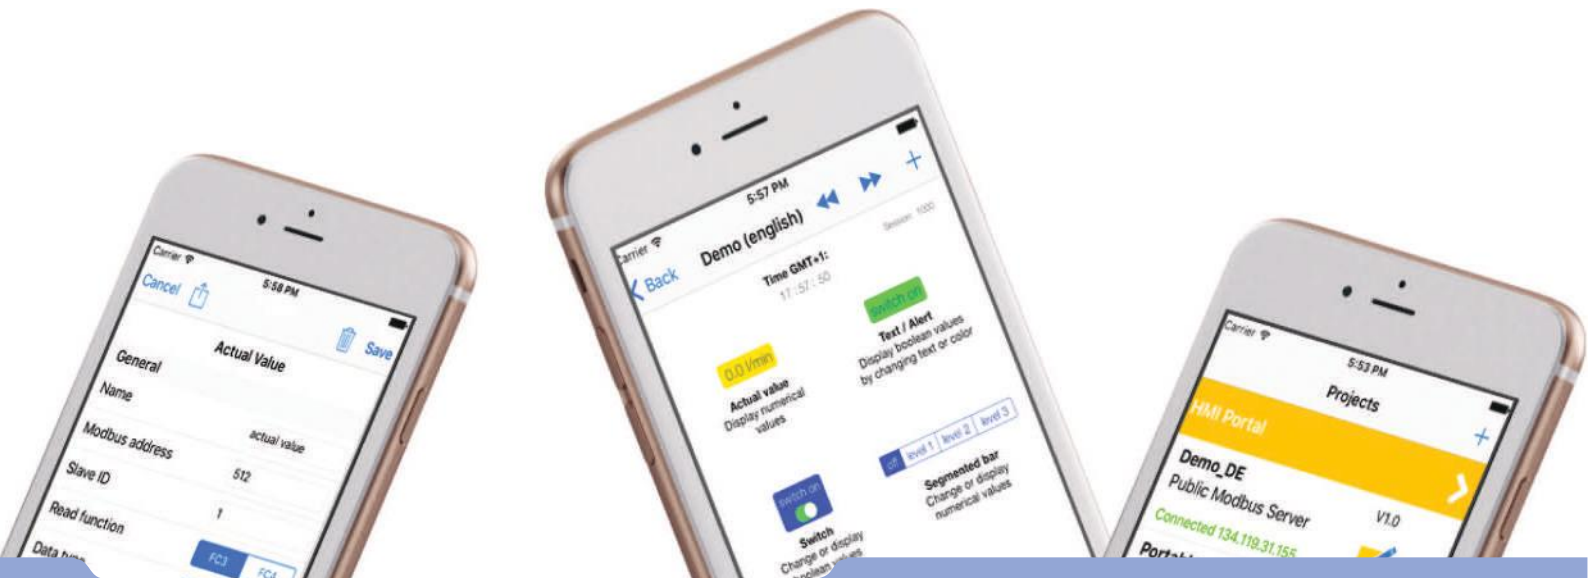 Carrier
5:58 PM
Cancel
Save
Actual Value
General
Name
actual value
Modbus address
512
Slave ID
1
Read function
FC3
FC4
Carrier
5:57 PM
Back
Demo (english)
Session: 1000
Time GMT+1:
17:57:50
switch on
Text / Alert
Display boolean values
by changing text or color
0.0 l/min
Actual value
Display numerical
values
off level 1 level 2 level 3
Segmented bar
Change or display
numerical values
switch on
Switch
Change or display
boolean values
Carrier
5:53 PM
Projects
HMI Portal
Demo_DE
Public Modbus Server
V1.0
Connected 134.119.31.155